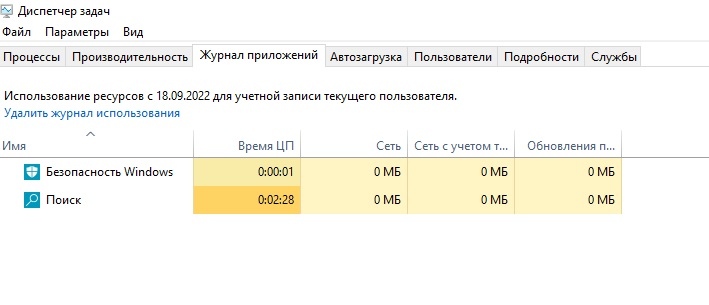 Диспетчер задач
Файл Параметры Вид
Процессы Производительность Журнал приложений Автозагрузка Пользователи Подробности Службы
Использование ресурсов с 18.09.2022 для учетной записи текущего пользователя.
Удалить журнал использования
Имя Время ЦП Сеть Сеть с учетом т... Обновления п...
Безопасность Windows 0:00:01 0 МБ 0 МБ 0 МБ
Поиск 0:02:28 0 МБ 0 МБ 0 МБ